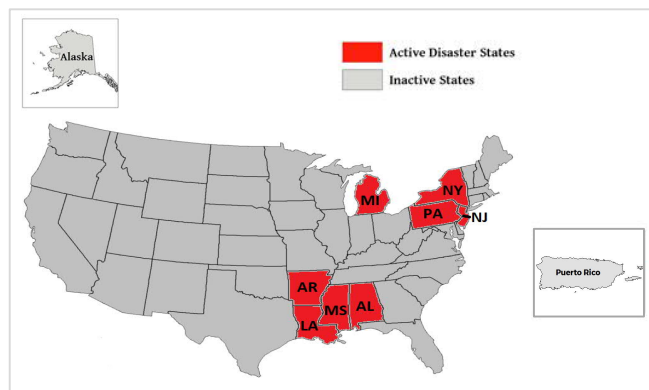 Alaska
Active Disaster States
Inactive States
MI
NY
PA
NJ
AR
MS
AL
LA
Puerto Rico